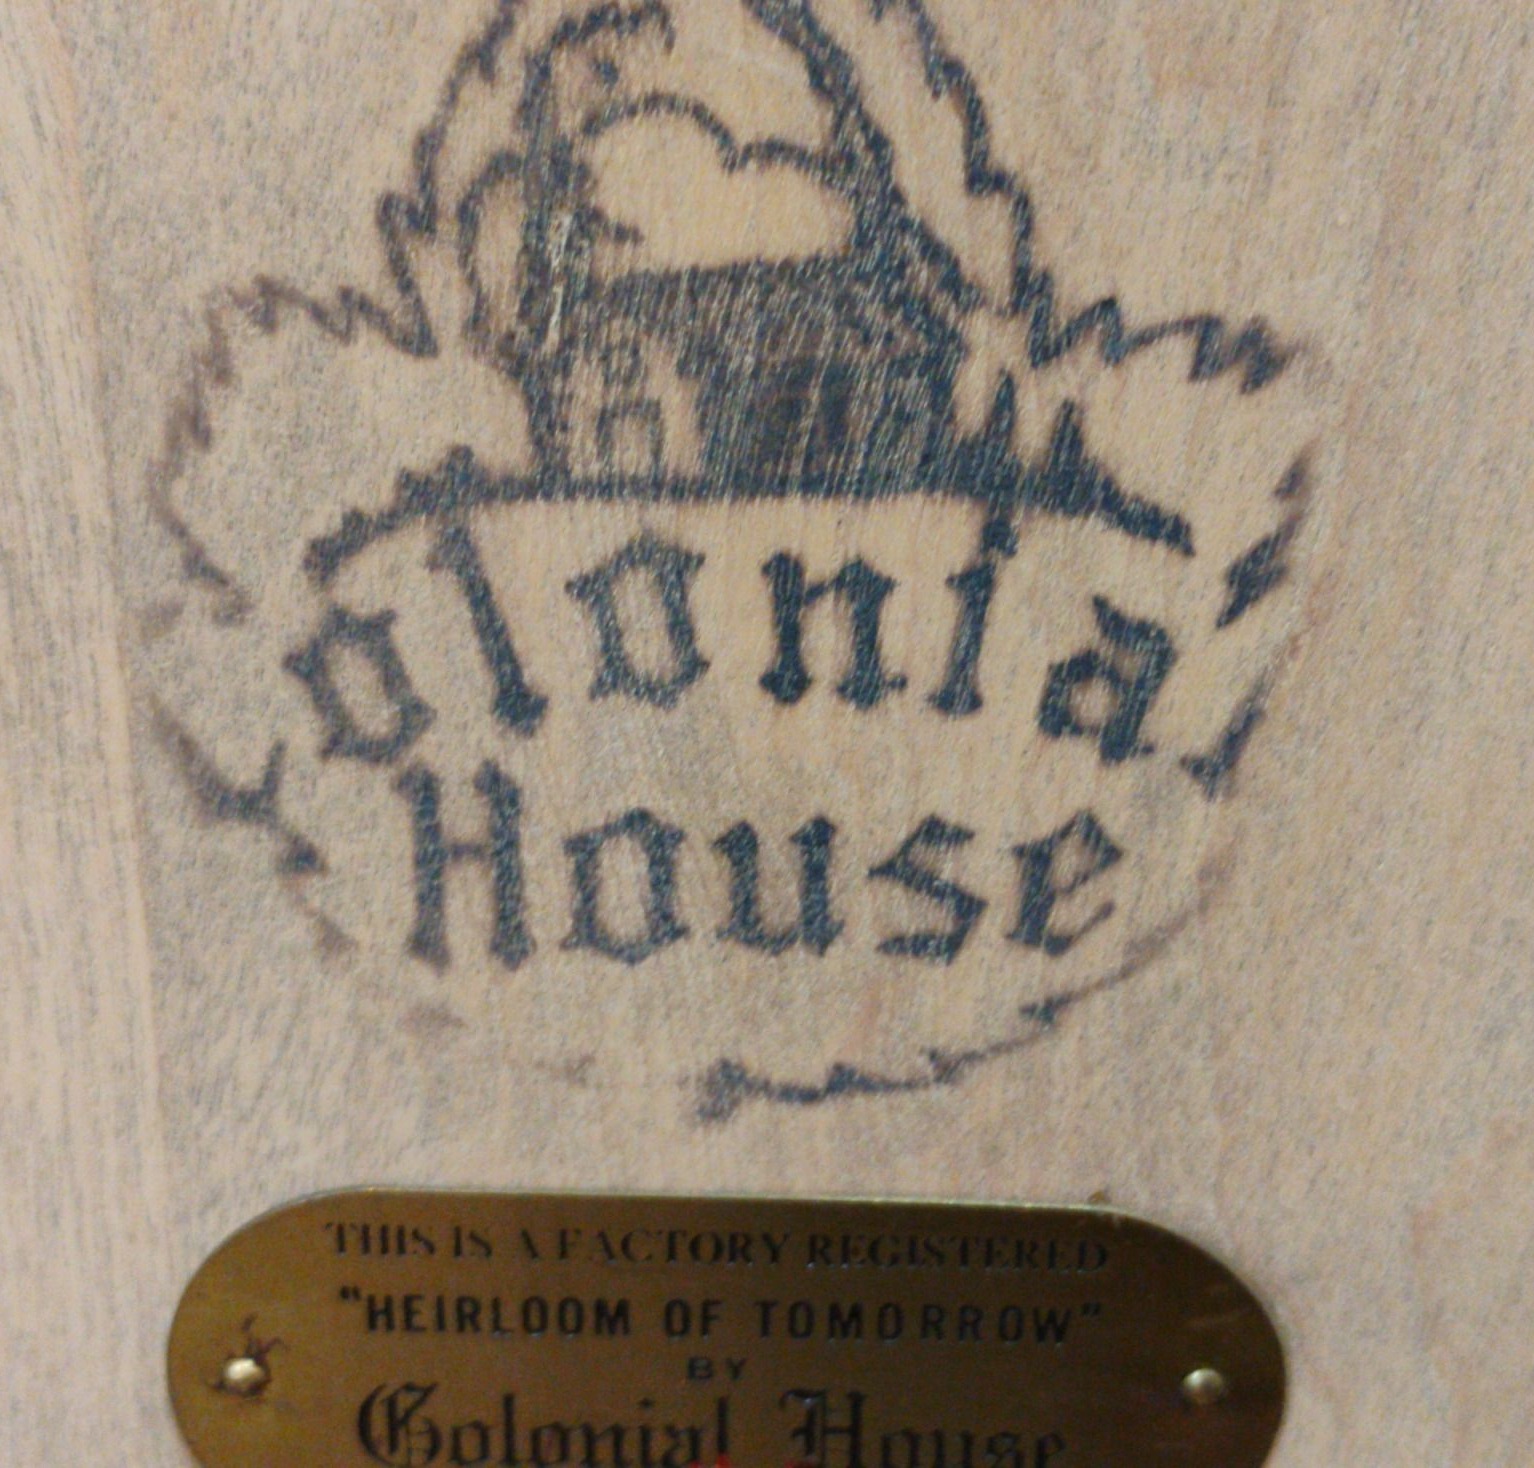 olonial
House
THIS IS A FACTORY REGISTERED
"HEIRLOOM OF TOMORROW"
BY
Colonial House